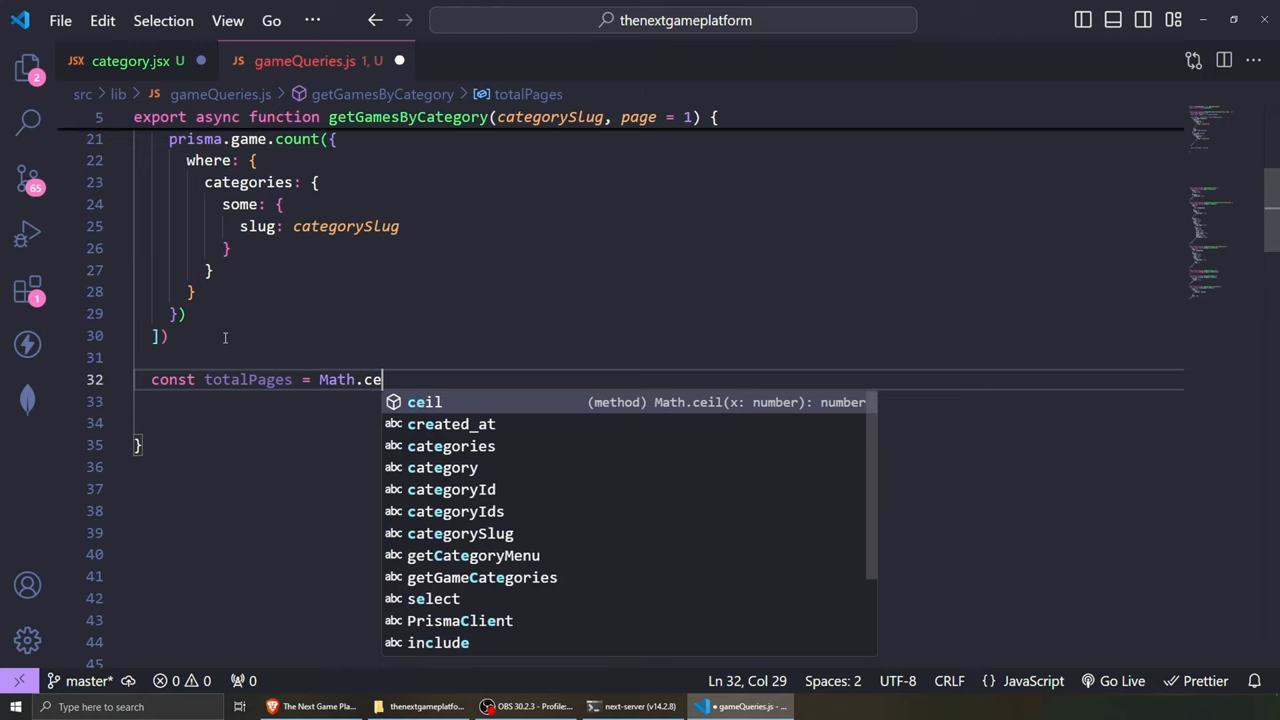 File Edit Selection View Go ··· thenextgameplatform
category.jsx U gameQueries.js 1, U
src > lib > JS gameQueries.js > getGamesByCategory > totalPages
5 export async function getGamesByCategory(categorySlug, page = 1) {
21 prisma.game.count({
22 where: {
23 categories: {
24 some: {
25 slug: categorySlug
26 }
27 }
28 }
29 })
30 ])
31
32 const totalPages = Math.ce
33 ceil (method) Math.ceil(x: number): number
34 abc created_at
35 } abc categories
36 abc category
37 abc categoryId
38 abc categoryIds
39 abc categorySlug
40 abc getCategoryMenu
41 abc getGameCategories
42 abc select
43 abc PrismaClient
44 abc include
45
master* 0 0 0 Ln 32, Col 29 Spaces: 2 UTF-8 CRLF {} JavaScript Go Live Prettier
Type here to search The Next Game Pla... thenextgameplatfo... OBS 30.2.3 - Profile:... next-server (v14.2.8) ● gameQueries.js - ...
2
65
1
JSX
JS